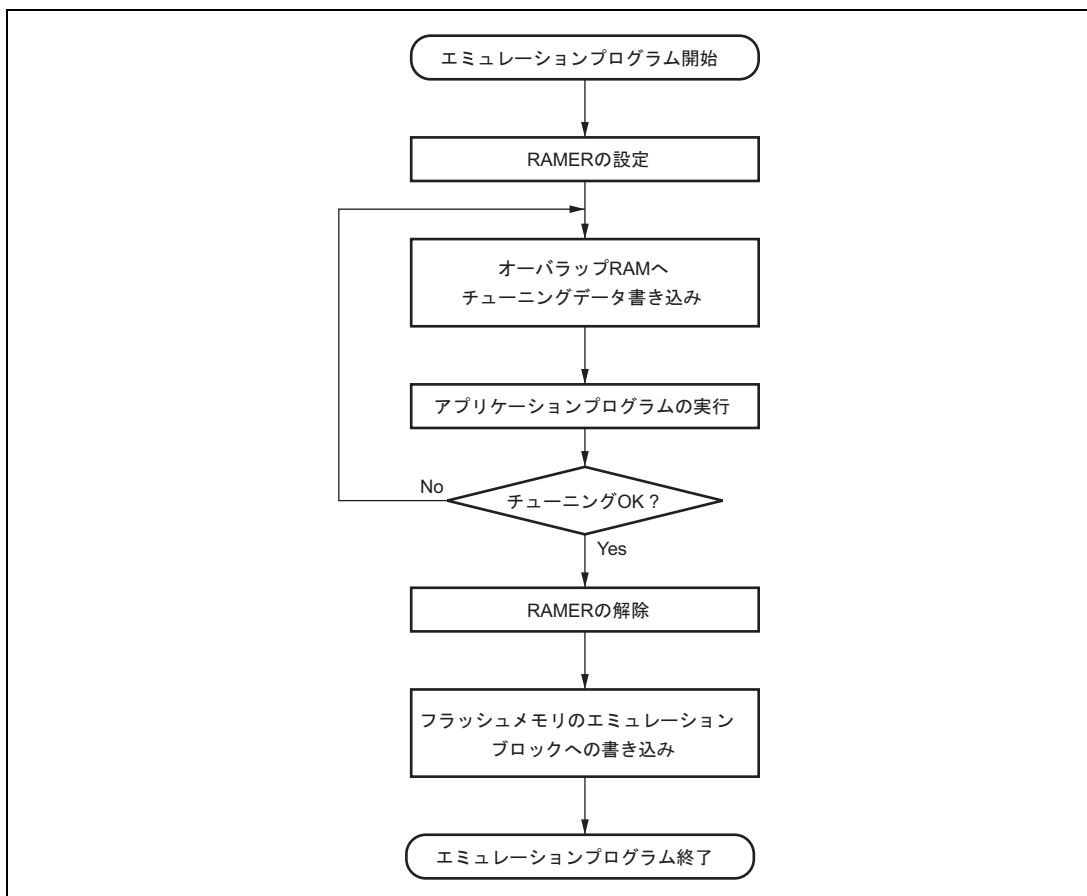 エミュレーションプログラム開始
RAMERの設定
オーバラップRAMへ
チューニングデータ書き込み
アプリケーションプログラムの実行
No
チューニングOK？
Yes
RAMERの解除
フラッシュメモリのエミュレーション
ブロックへの書き込み
エミュレーションプログラム終了